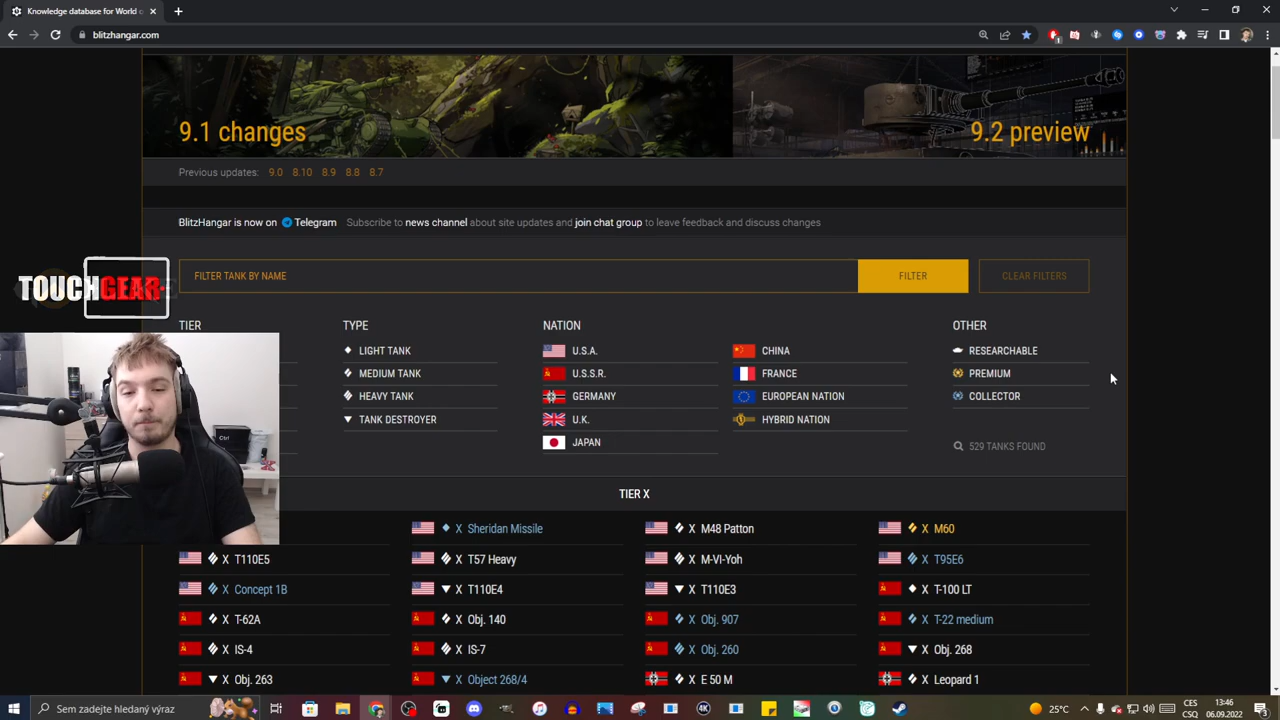 Knowledge database for World o
blitzhangar.com
9.1 changes
9.2 preview
Previous updates: 9.0 8.10 8.9 8.8 8.7
BlitzHangar is now on Telegram Subscribe to news channel about site updates and join chat group to leave feedback and discuss changes
FILTER TANK BY NAME
FILTER
CLEAR FILTERS
TOUCHGEAR
TIER
TYPE
NATION
OTHER
LIGHT TANK
U.S.A.
CHINA
RESEARCHABLE
MEDIUM TANK
U.S.S.R.
FRANCE
PREMIUM
HEAVY TANK
GERMANY
EUROPEAN NATION
COLLECTOR
TANK DESTROYER
U.K.
HYBRID NATION
JAPAN
529 TANKS FOUND
Ctrl
TIER X
X Sheridan Missile
X M48 Patton
X M60
X T110E5
X T57 Heavy
X M-VI-Yoh
X T95E6
X Concept 1B
X T110E4
X T110E3
X T-100 LT
X T-62A
X Obj. 140
X Obj. 907
X T-22 medium
X IS-4
X IS-7
X Obj. 260
X Obj. 268
X Obj. 263
X Object 268/4
X E 50 M
X Leopard 1
Sem zadejte hledaný výraz
4K
25°C
CES
CSQ
13:46
06.09.2022
3